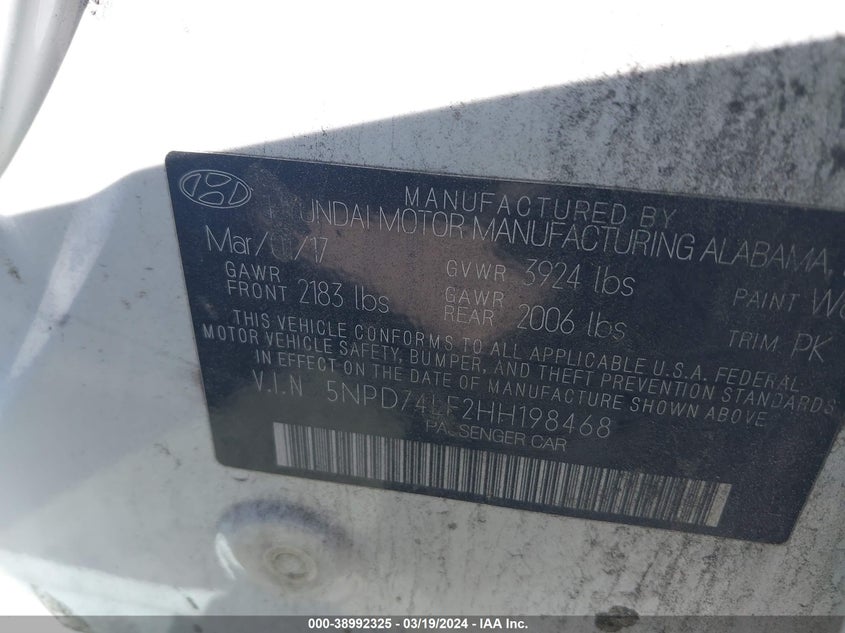 MANUFACTURED BY
HYUNDAI MOTOR MANUFACTURING ALABAMA,
Mar/01/17
GAWR FRONT 2183 lbs
GVWR 3924 lbs
GAWR REAR 2006 lbs
PAINT
TRIM PK
THIS VEHICLE CONFORMS TO ALL APPLICABLE U.S.A. FEDERAL
MOTOR VEHICLE SAFETY, BUMPER, AND THEFT PREVENTION STANDARDS
IN EFFECT ON THE DATE OF MANUFACTURE SHOWN ABOVE.
V.I.N 5NPD74LF2HH198468
PASSENGER CAR
000-38992325 - 03/19/2024 - IAA Inc.